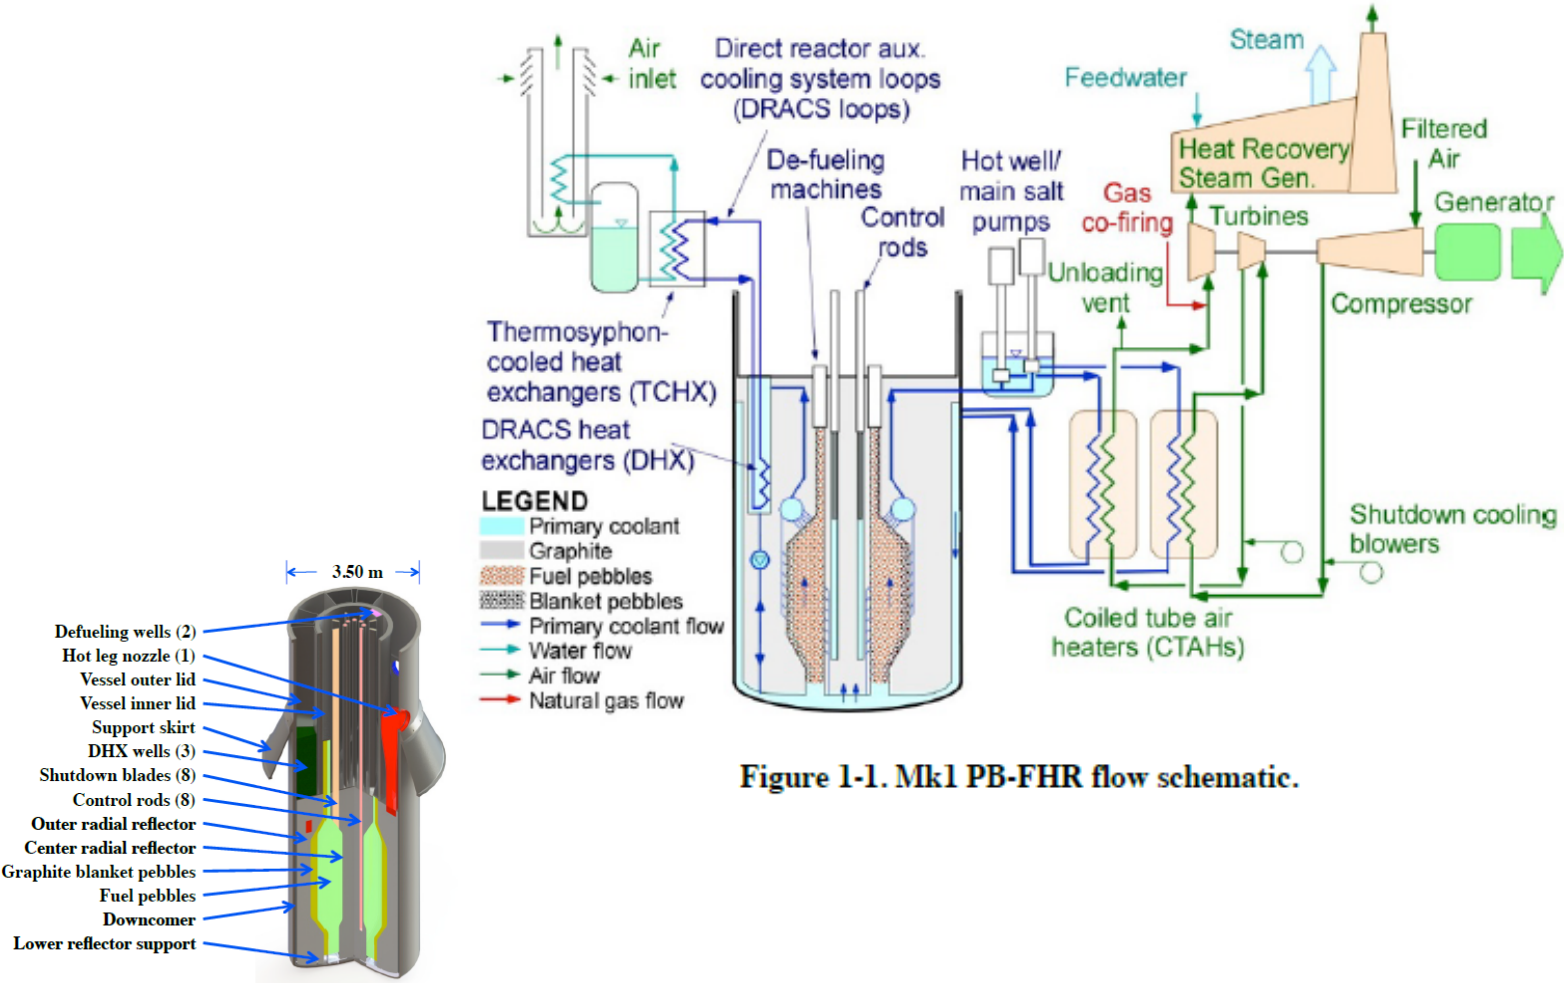 Air
inlet
Direct reactor aux.
cooling system loops
(DRACS loops)
De-fueling
machines
Control
rods
Hot well/
main salt
pumps
Steam
Feedwater
Heat Recovery
Steam Gen.
Filtered
Air
Gas
co-firing
Turbines
Generator
Unloading
vent
Compressor
Thermosyphon-
cooled heat
exchangers (TCHX)
DRACS heat
exchangers (DHX)
LEGEND
Primary coolant
Graphite
Fuel pebbles
Blanket pebbles
Primary coolant flow
Water flow
Air flow
Natural gas flow
Shutdown cooling
blowers
Coiled tube air
heaters (CTAHs)
Figure 1-1. Mk1 PB-FHR flow schematic.
3.50 m
Defueling wells (2)
Hot leg nozzle (1)
Vessel outer lid
Vessel inner lid
Support skirt
DHX wells (3)
Shutdown blades (8)
Control rods (8)
Outer radial reflector
Center radial reflector
Graphite blanket pebbles
Fuel pebbles
Downcomer
Lower reflector support